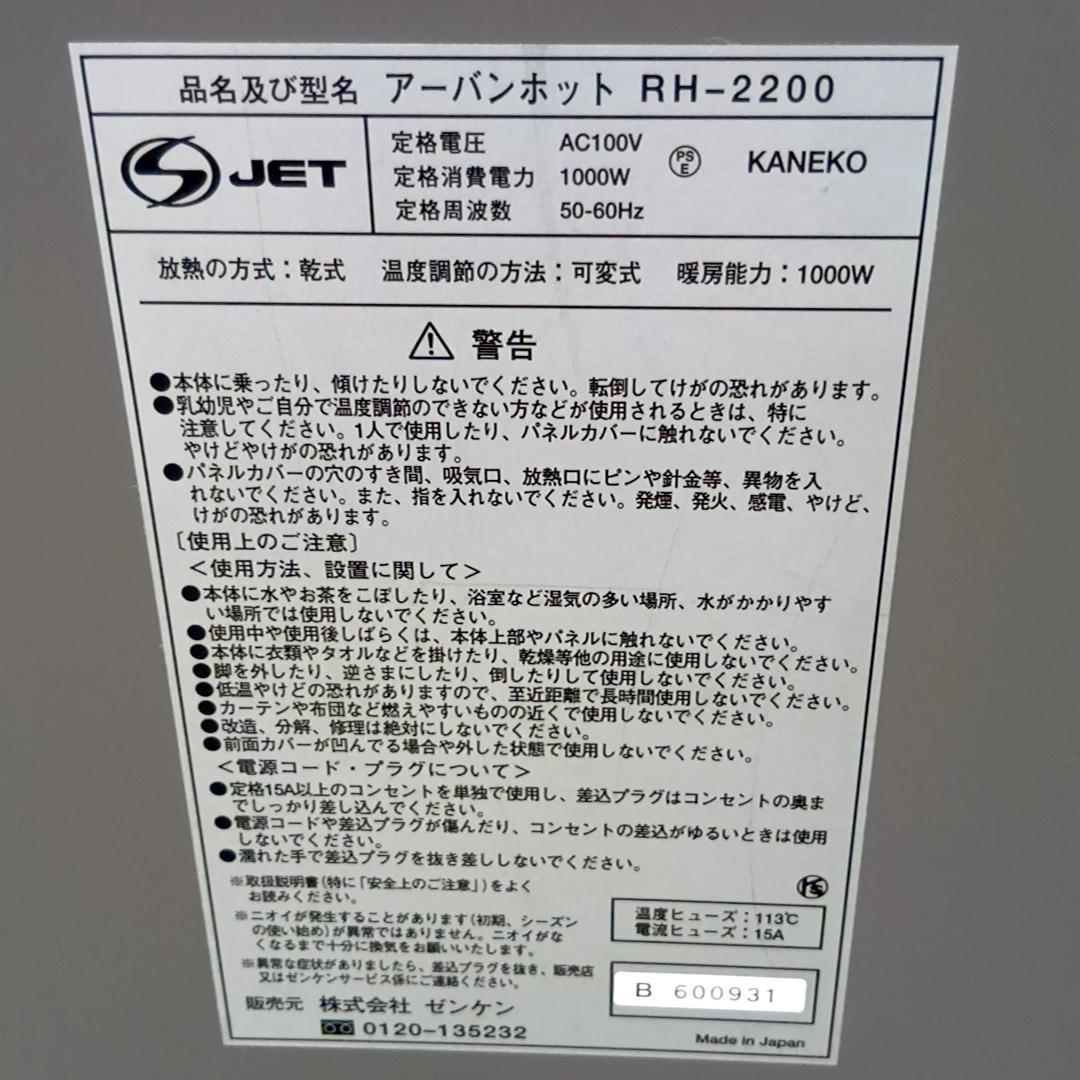 品名及び型名 アーバンホット RH-2200
JET
定格電圧 AC100V
定格消費電力 1000W
定格周波数 50-60Hz
PS
E
KANEKO
放熱の方式：乾式 温度調節の方法：可変式 暖房能力：1000W
警告
●本体に乗ったり、傾けたりしないでください。転倒してけがの恐れがあります。
●乳幼児やご自分で温度調節のできない方などが使用されるときは、特に
注意してください。1人で使用したり、パネルカバーに触れないでください。
やけどやけがの恐れがあります。
●パネルカバーの穴のすき間、吸気口、放熱口にピンや針金等、異物を入
れないでください。また、指を入れないでください。発煙、発火、感電、やけど、
けがの恐れがあります。
〔使用上のご注意〕
＜使用方法、設置に関して＞
●本体に水やお茶をこぼしたり、浴室など湿気の多い場所、水がかかりやす
い場所では使用しないでください。
●使用中や使用後しばらくは、本体上部やパネルに触れないでください。
●本体に衣類やタオルなどを掛けたり、乾燥等他の用途に使用しないでください。
●脚を外したり、逆さまにしたり、倒したりして使用しないでください。
●低温やけどの恐れがありますので、至近距離で長時間使用しないでください。
●カーテンや布団など燃えやすいものの近くで使用しないでください。
●改造、分解、修理は絶対にしないでください。
●前面カバーが凹んでる場合や外した状態で使用しないでください。
＜電源コード・プラグについて＞
●定格15A以上のコンセントを単独で使用し、差込プラグはコンセントの奥ま
でしっかり差し込んでください。
●電源コードや差込プラグが傷んだり、コンセントの差込がゆるいときは使用
しないでください。
●濡れた手で差込プラグを抜き差ししないでください。
※取扱説明書(特に「安全上のご注意」)をよく
お読みください。
※ニオイが発生することがあります(初期、シーズン
の使い始め)が異常ではありません。ニオイがな
くなるまで十分に換気をお願いいたします。
※異常な症状がありましたら、差込プラグを抜き、販売店
又はゼンケンサービス係にご連絡ください。
温度ヒューズ：113℃
電流ヒューズ：15A
B 600931
販売元 株式会社 ゼンケン
0120-135232
Made in Japan